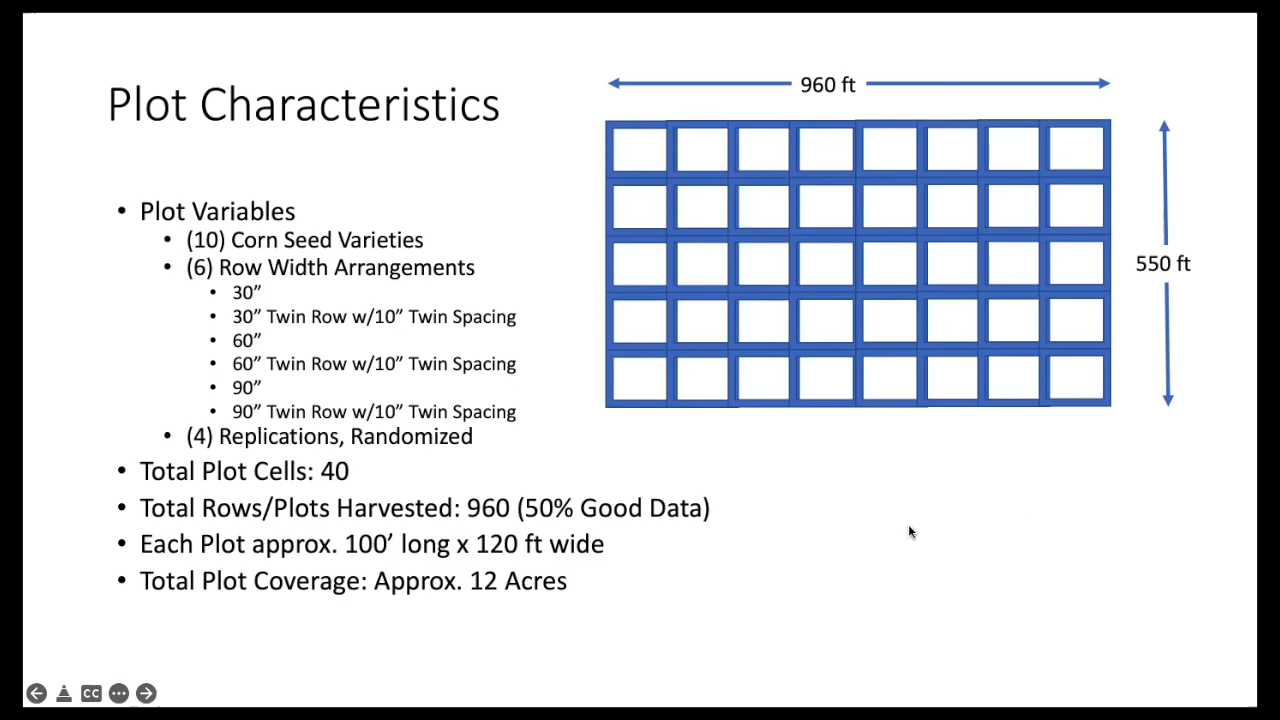 Plot Characteristics
960 ft
550 ft
• Plot Variables
• (10) Corn Seed Varieties
• (6) Row Width Arrangements
• 30”
• 30” Twin Row w/10” Twin Spacing
• 60”
• 60” Twin Row w/10” Twin Spacing
• 90”
• 90” Twin Row w/10” Twin Spacing
• (4) Replications, Randomized
• Total Plot Cells: 40
• Total Rows/Plots Harvested: 960 (50% Good Data)
• Each Plot approx. 100’ long x 120 ft wide
• Total Plot Coverage: Approx. 12 Acres
CC